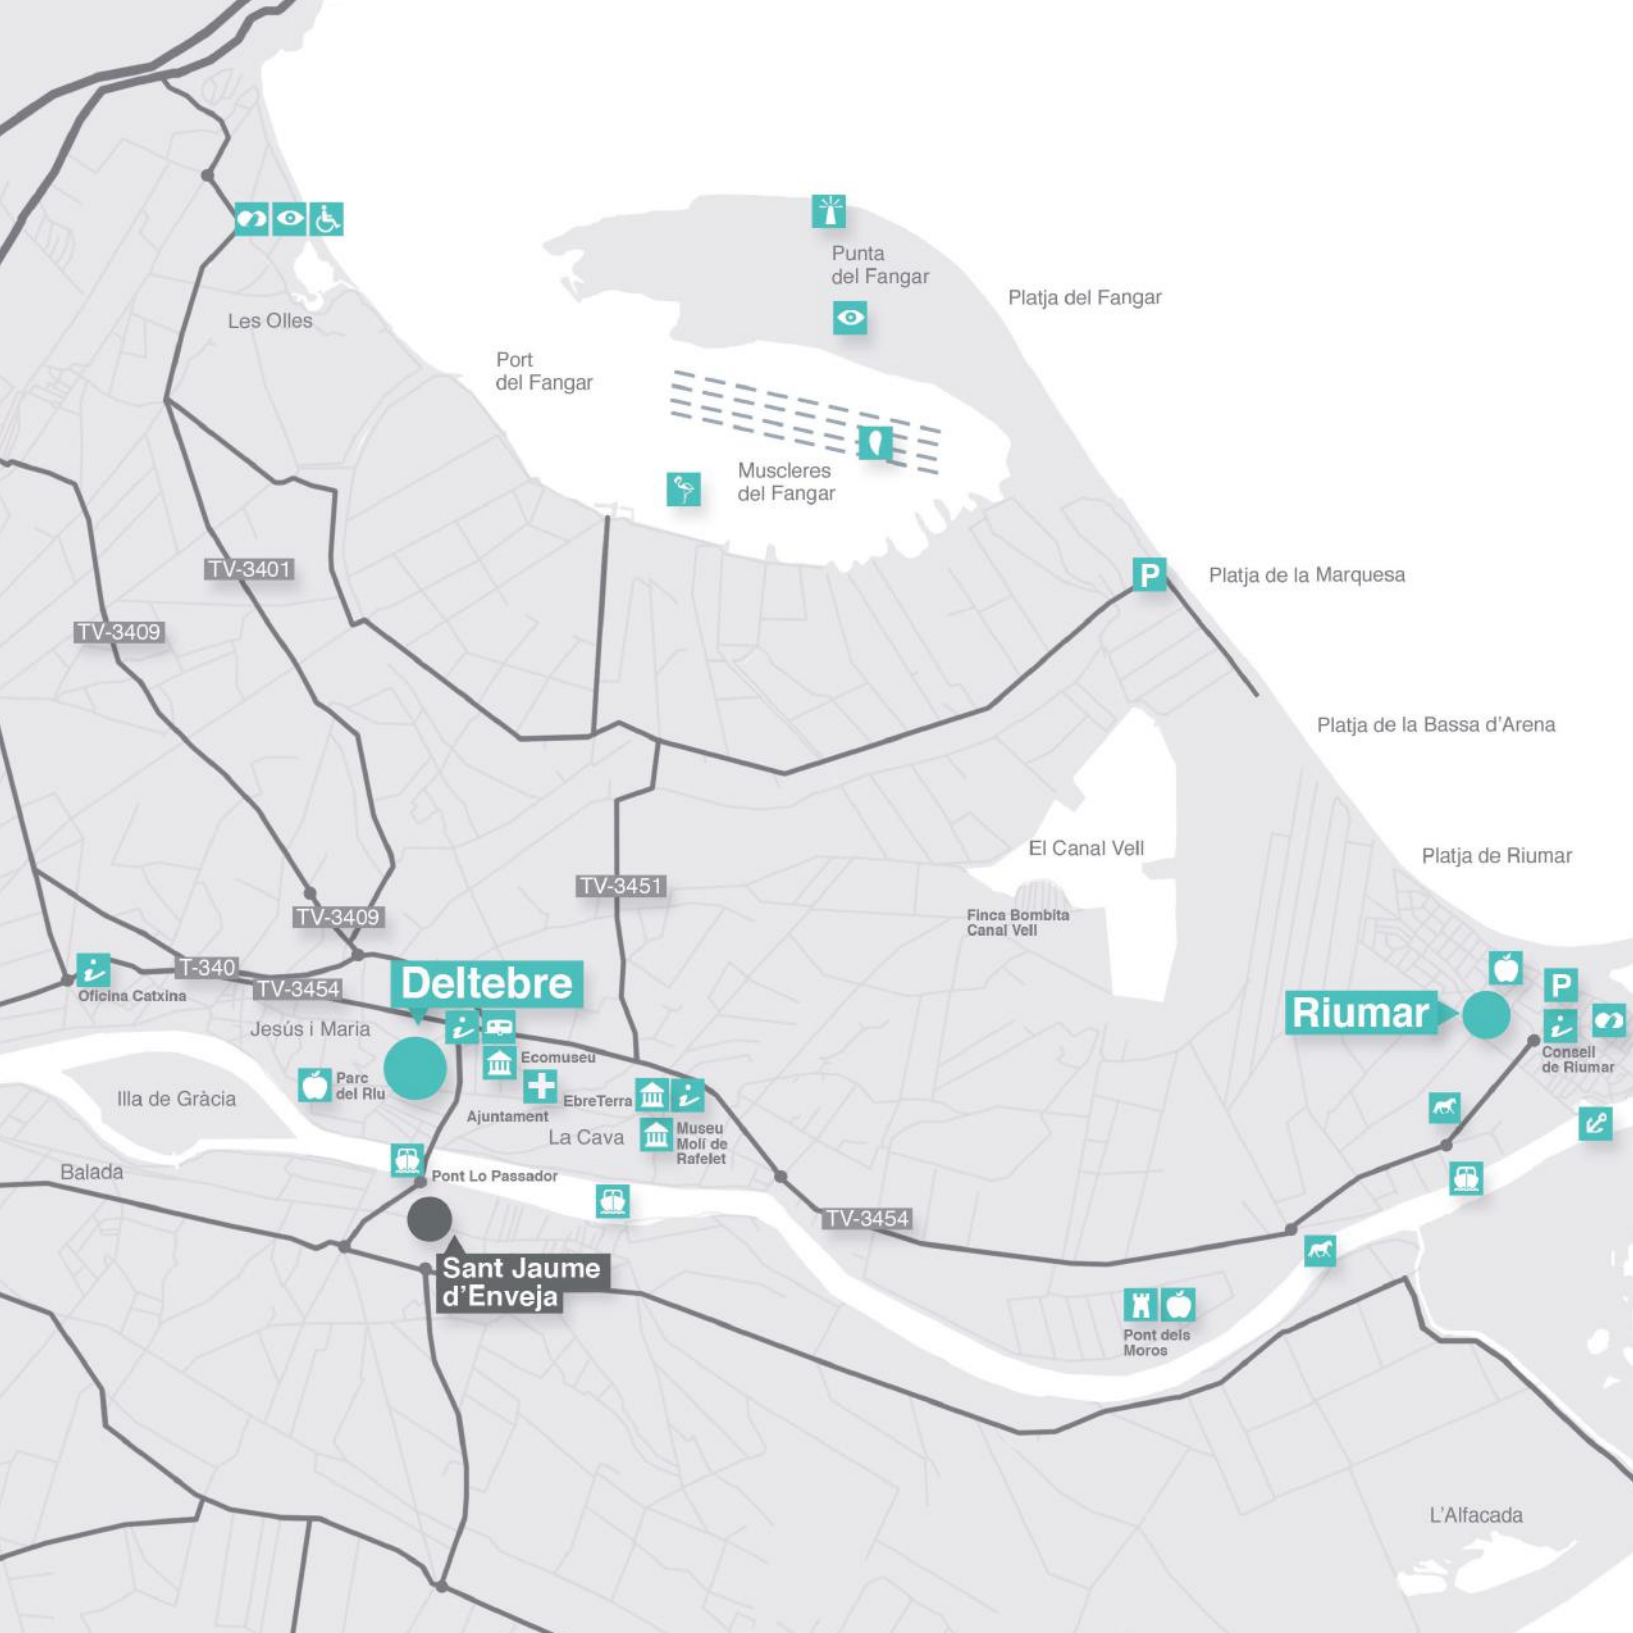 Punta
del Fangar
Platja del Fangar
Les Olles
Port
del Fangar
Muscleres
del Fangar
TV-3401
P
Platja de la Marquesa
TV-3409
Platja de la Bassa d'Arena
El Canal Vell
Platja de Riumar
TV-3451
Finca Bombita
Canal Vell
TV-3409
T-340
Oficina Catxina
TV-3454
Deltebre
P
Riumar
Jesús i Maria
Consell
de Riumar
Ecomuseu
Parc
del Riu
Illa de Gràcia
EbreTerra
Ajuntament
La Cava
Museu
Molí de
Rafelet
Balada
Pont Lo Passador
TV-3454
Sant Jaume
d'Enveja
Pont dels
Moros
L'Alfacada